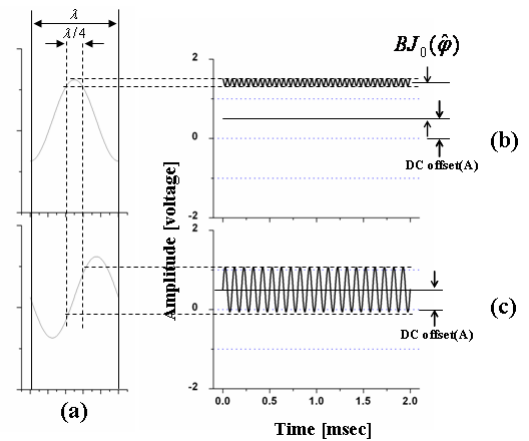 λ
λ/4
BJ₀(φ̂)
2
0
-2
DC offset(A)
(b)
Amplitude [voltage]
2
0
-2
DC offset(A)
(c)
(a)
0.0 0.5 1.0 1.5 2.0
Time [msec]